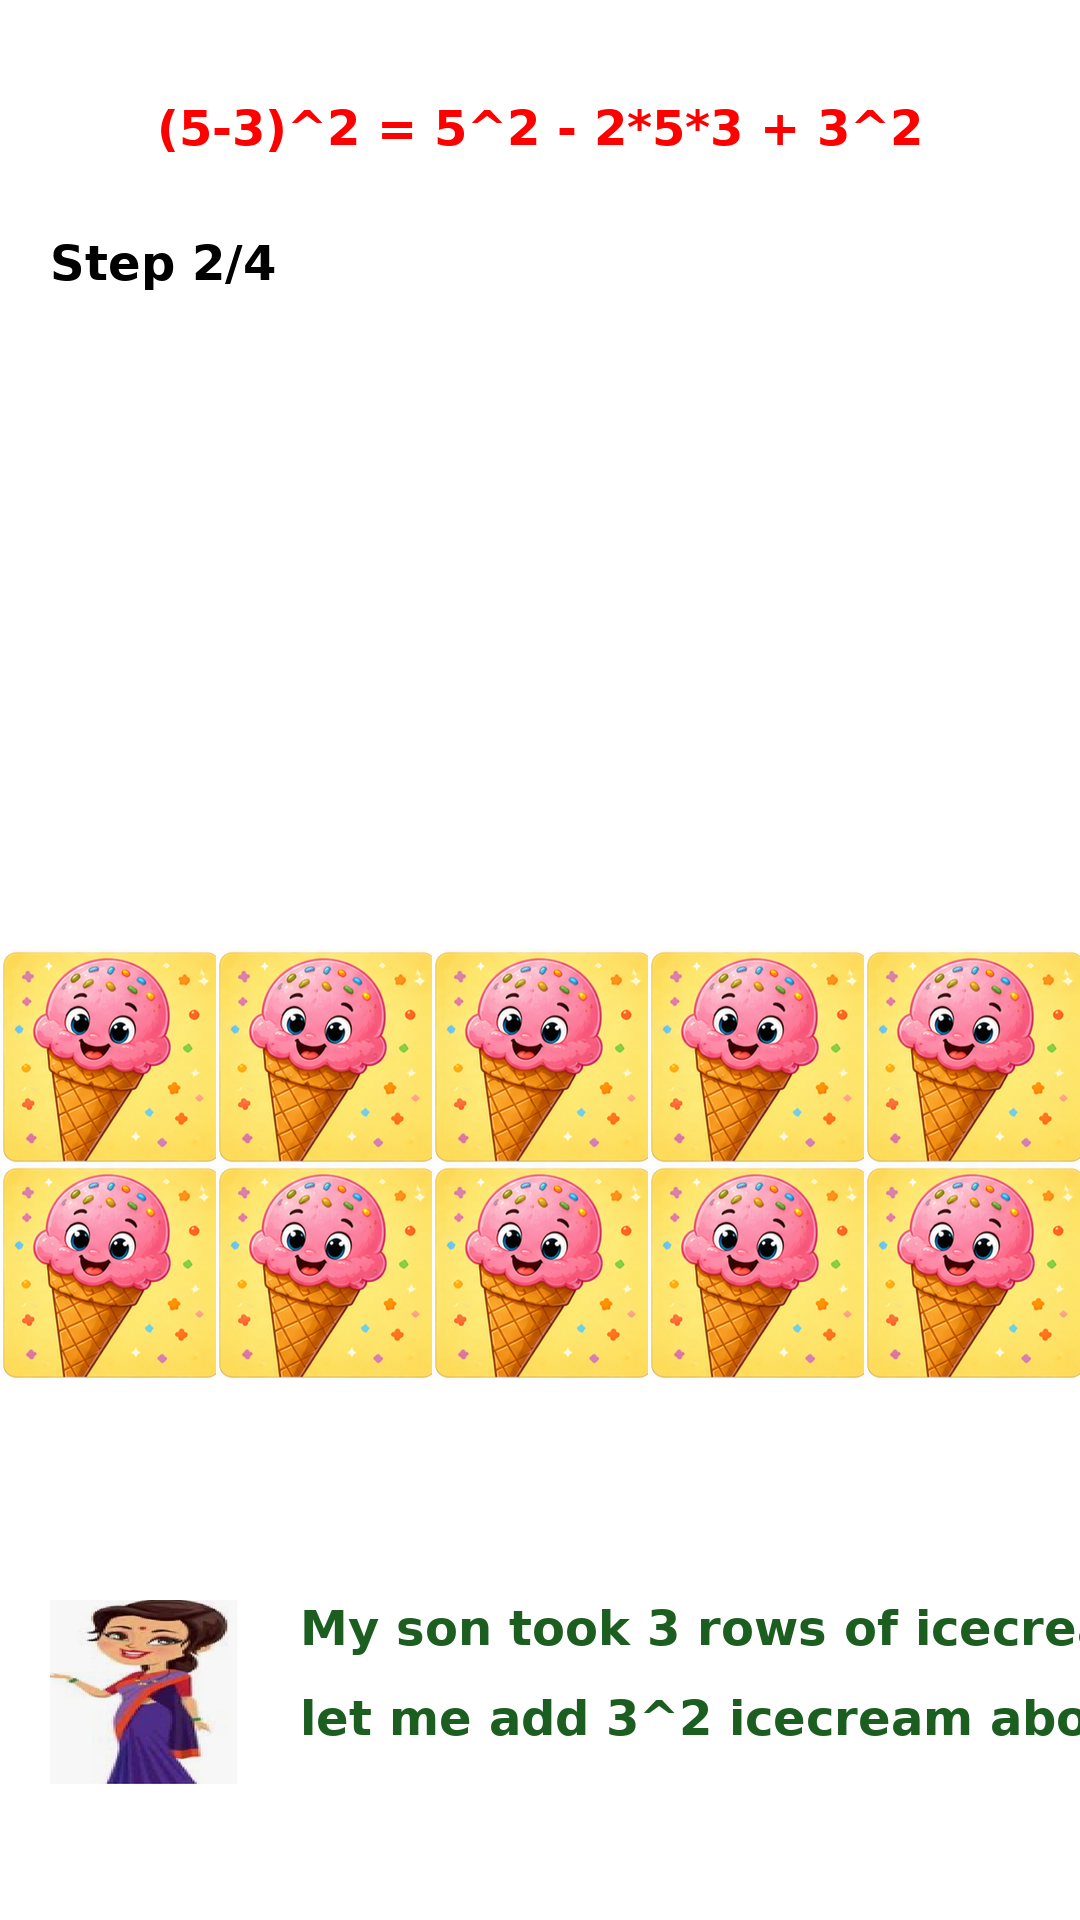 (5-3)^2 = 5^2 - 2*5*3 + 3^2
Step 2/4
My son took 3 rows of icecre
let me add 3^2 icecream abo